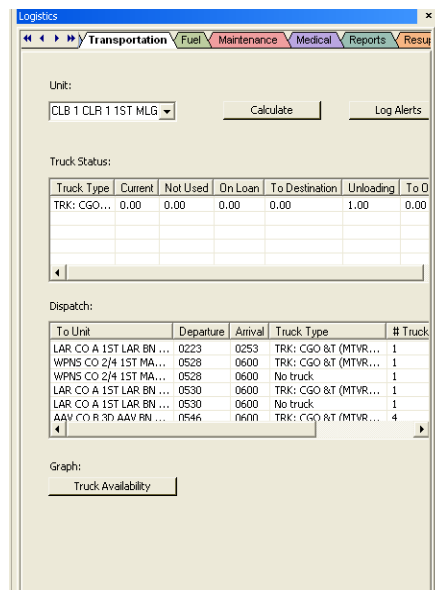 Logistics
Transportation Fuel Maintenance Medical Reports Resup
Unit:
CLB 1 CLR 1 1ST MLG Calculate Log Alerts
Truck Status:
Truck Type Current Not Used On Loan To Destination Unloading To O
TRK: CGO... 0.00 0.00 0.00 0.00 1.00 0.00
Dispatch:
To Unit Departure Arrival Truck Type # Truck
LAR CO A 1ST LAR BN ... 0223 0253 TRK: CGO &T (MTVR... 1
WPNS CO 2/4 1ST MA... 0528 0600 TRK: CGO &T (MTVR... 1
WPNS CO 2/4 1ST MA... 0528 0600 No truck 1
LAR CO A 1ST LAR BN ... 0530 0600 TRK: CGO &T (MTVR... 1
LAR CO A 1ST LAR BN ... 0530 0600 No truck 1
AAV CO B 3D AAV BN ... 0546 0600 TRK: CGO &T (MTVR... 4
Graph:
Truck Availability